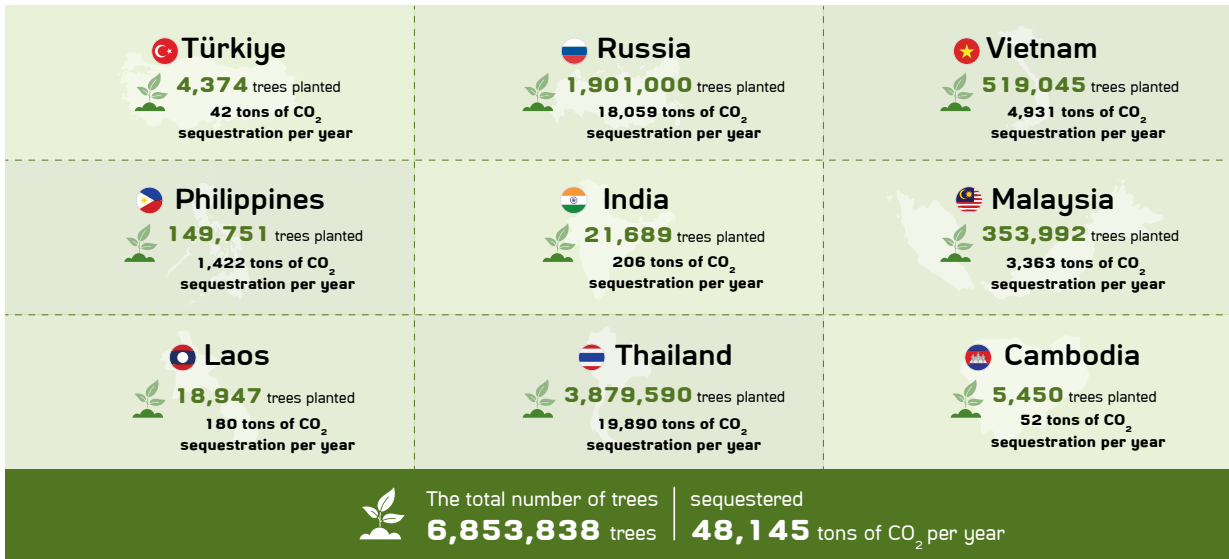 Türkiye
4,374 trees planted
42 tons of CO₂
sequestration per year
Russia
1,901,000 trees planted
18,059 tons of CO₂
sequestration per year
Vietnam
519,045 trees planted
4,931 tons of CO₂
sequestration per year
Philippines
149,751 trees planted
1,422 tons of CO₂
sequestration per year
India
21,689 trees planted
206 tons of CO₂
sequestration per year
Malaysia
353,992 trees planted
3,363 tons of CO₂
sequestration per year
Laos
18,947 trees planted
180 tons of CO₂
sequestration per year
Thailand
3,879,590 trees planted
19,890 tons of CO₂
sequestration per year
Cambodia
5,450 trees planted
52 tons of CO₂
sequestration per year
The total number of trees
6,853,838 trees
sequestered
48,145 tons of CO₂ per year